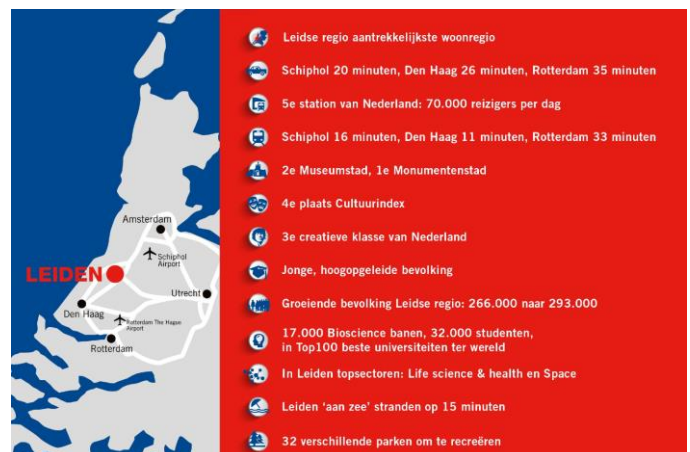 Amsterdam
Schiphol
Airport
LEIDEN
Utrecht
Den Haag
Rotterdam The Hague
Airport
Rotterdam
Leidse regio aantrekkelijkste woonregio
Schiphol 20 minuten, Den Haag 26 minuten, Rotterdam 35 minuten
5e station van Nederland: 70.000 reizigers per dag
Schiphol 16 minuten, Den Haag 11 minuten, Rotterdam 33 minuten
2e Museumstad, 1e Monumentenstad
4e plaats Cultuurindex
3e creatieve klasse van Nederland
Jonge, hoogopgeleide bevolking
Groeiende bevolking Leidse regio: 266.000 naar 293.000
17.000 Bioscience banen, 32.000 studenten,
in Top100 beste universiteiten ter wereld
In Leiden topsectoren: Life science & health en Space
Leiden ‘aan zee’ stranden op 15 minuten
32 verschillende parken om te recreëren